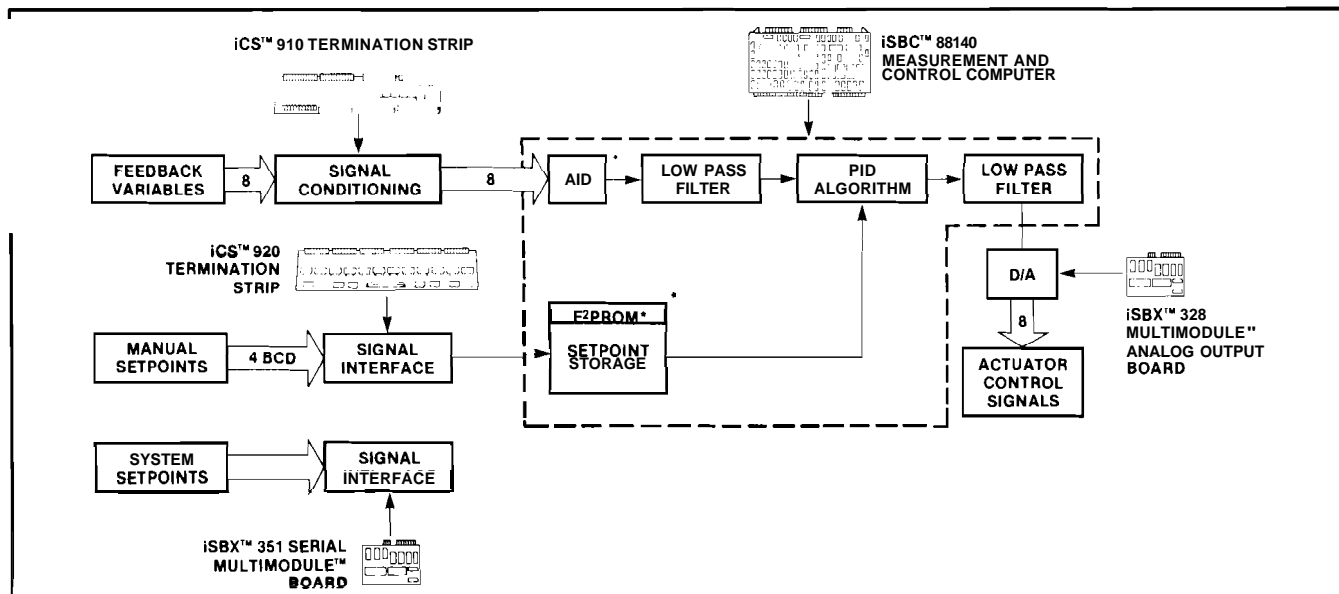 iCS™ 910 TERMINATION STRIP
iSBC™ 88140
MEASUREMENT AND
CONTROL COMPUTER
FEEDBACK
VARIABLES
8
SIGNAL
CONDITIONING
8
AID
*
LOW PASS
FILTER
PID
ALGORITHM
LOW PASS
FILTER
iCS™ 920
TERMINATION
STRIP
D/A
8
iSBX™ 328
MULTIMODULE"
ANALOG OUTPUT
BOARD
E²PROM*
*
SETPOINT
STORAGE
MANUAL
SETPOINTS
4 BCD
SIGNAL
INTERFACE
ACTUATOR
CONTROL
SIGNALS
SYSTEM
SETPOINTS
SIGNAL
INTERFACE
iSBX™ 351 SERIAL
MULTIMODULE™
BOARD